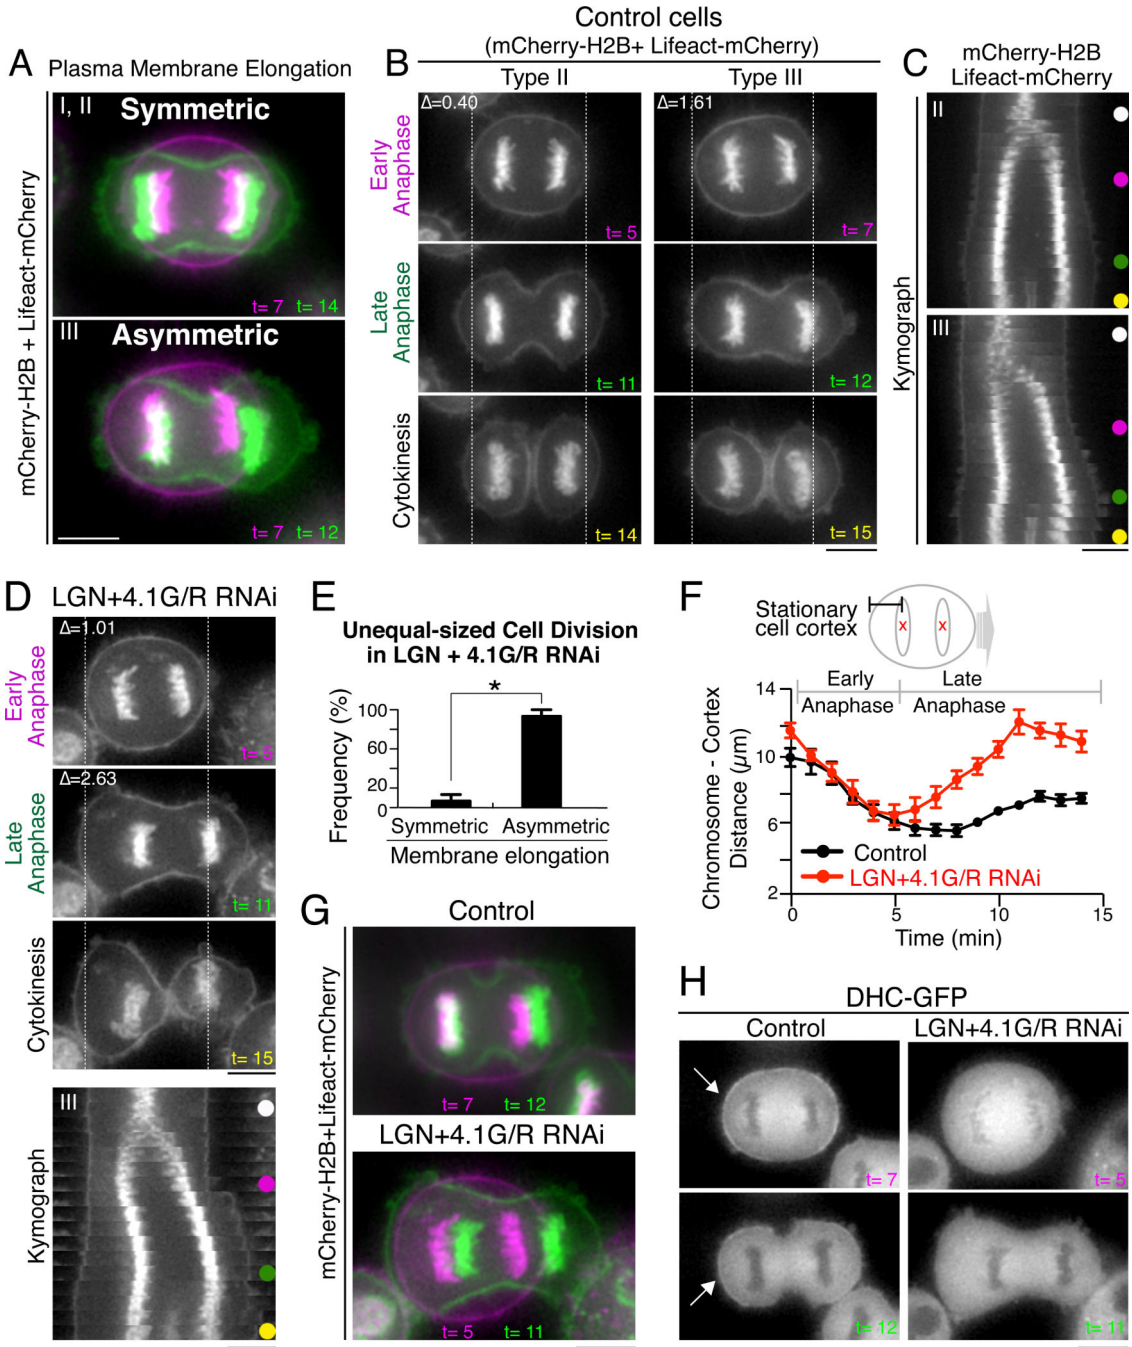 Control cells
(mCherry-H2B+ Lifeact-mCherry)
A
Plasma Membrane Elongation
mCherry-H2B + Lifeact-mCherry
I, II
Symmetric
t= 7 t= 14
III
Asymmetric
t= 7 t= 12
B
Type II
Type III
Early
Anaphase
Δ=0.40
t= 5
Δ=1.61
t= 7
Late
Anaphase
t= 11
t= 12
Cytokinesis
t= 14
t= 15
C
mCherry-H2B
Lifeact-mCherry
Kymograph
II
III
D
LGN+4.1G/R RNAi
Early
Anaphase
Δ=1.01
t= 5
Late
Anaphase
Δ=2.63
t= 11
Cytokinesis
t= 15
Kymograph
III
E
Unequal-sized Cell Division
in LGN + 4.1G/R RNAi
*
Frequency (%)
100
60
20
0
Symmetric
Asymmetric
Membrane elongation
F
Stationary
cell cortex
x
x
Early
Anaphase
Late
Anaphase
Chromosome - Cortex
Distance (µm)
14
10
6
2
Control
LGN+4.1G/R RNAi
0
5
10
15
Time (min)
G
mCherry-H2B+Lifeact-mCherry
Control
t= 7 t= 12
LGN+4.1G/R RNAi
t= 5 t= 11
H
DHC-GFP
Control
LGN+4.1G/R RNAi
t= 7
t= 5
t= 12
t= 11